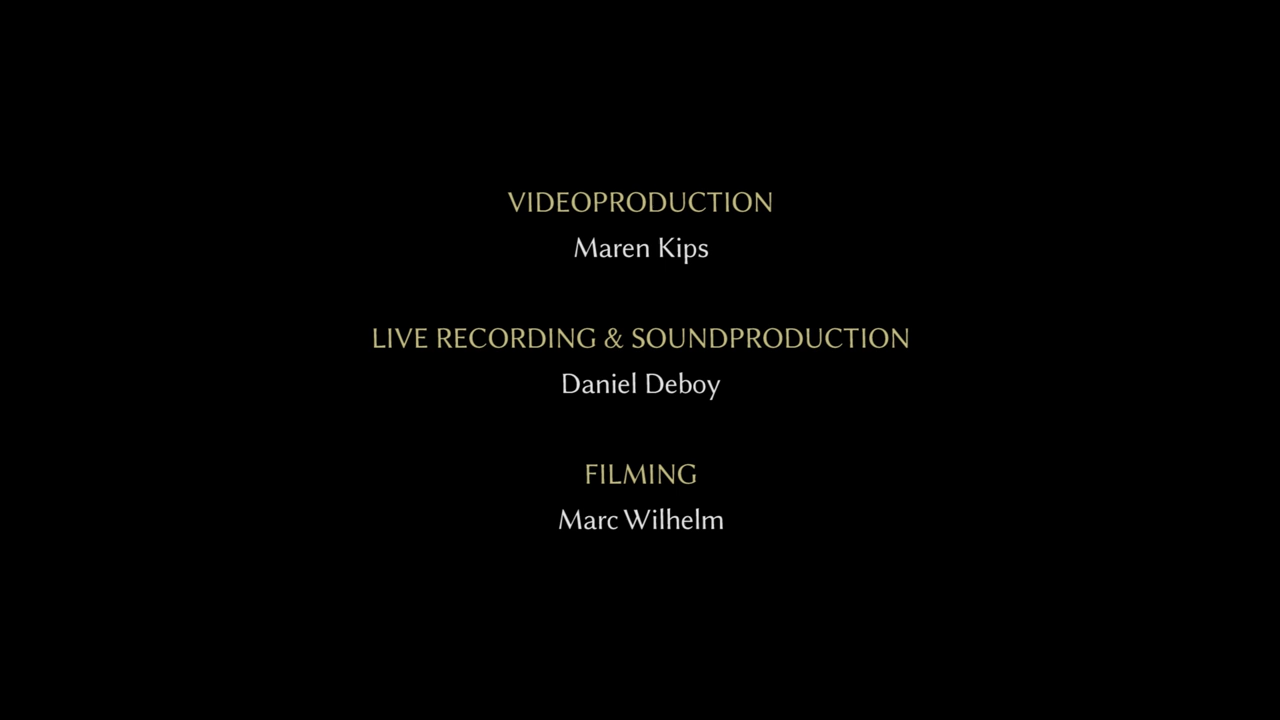 VIDEOPRODUCTION
Maren Kips
LIVE RECORDING & SOUNDPRODUCTION
Daniel Deboy
FILMING
Marc Wilhelm